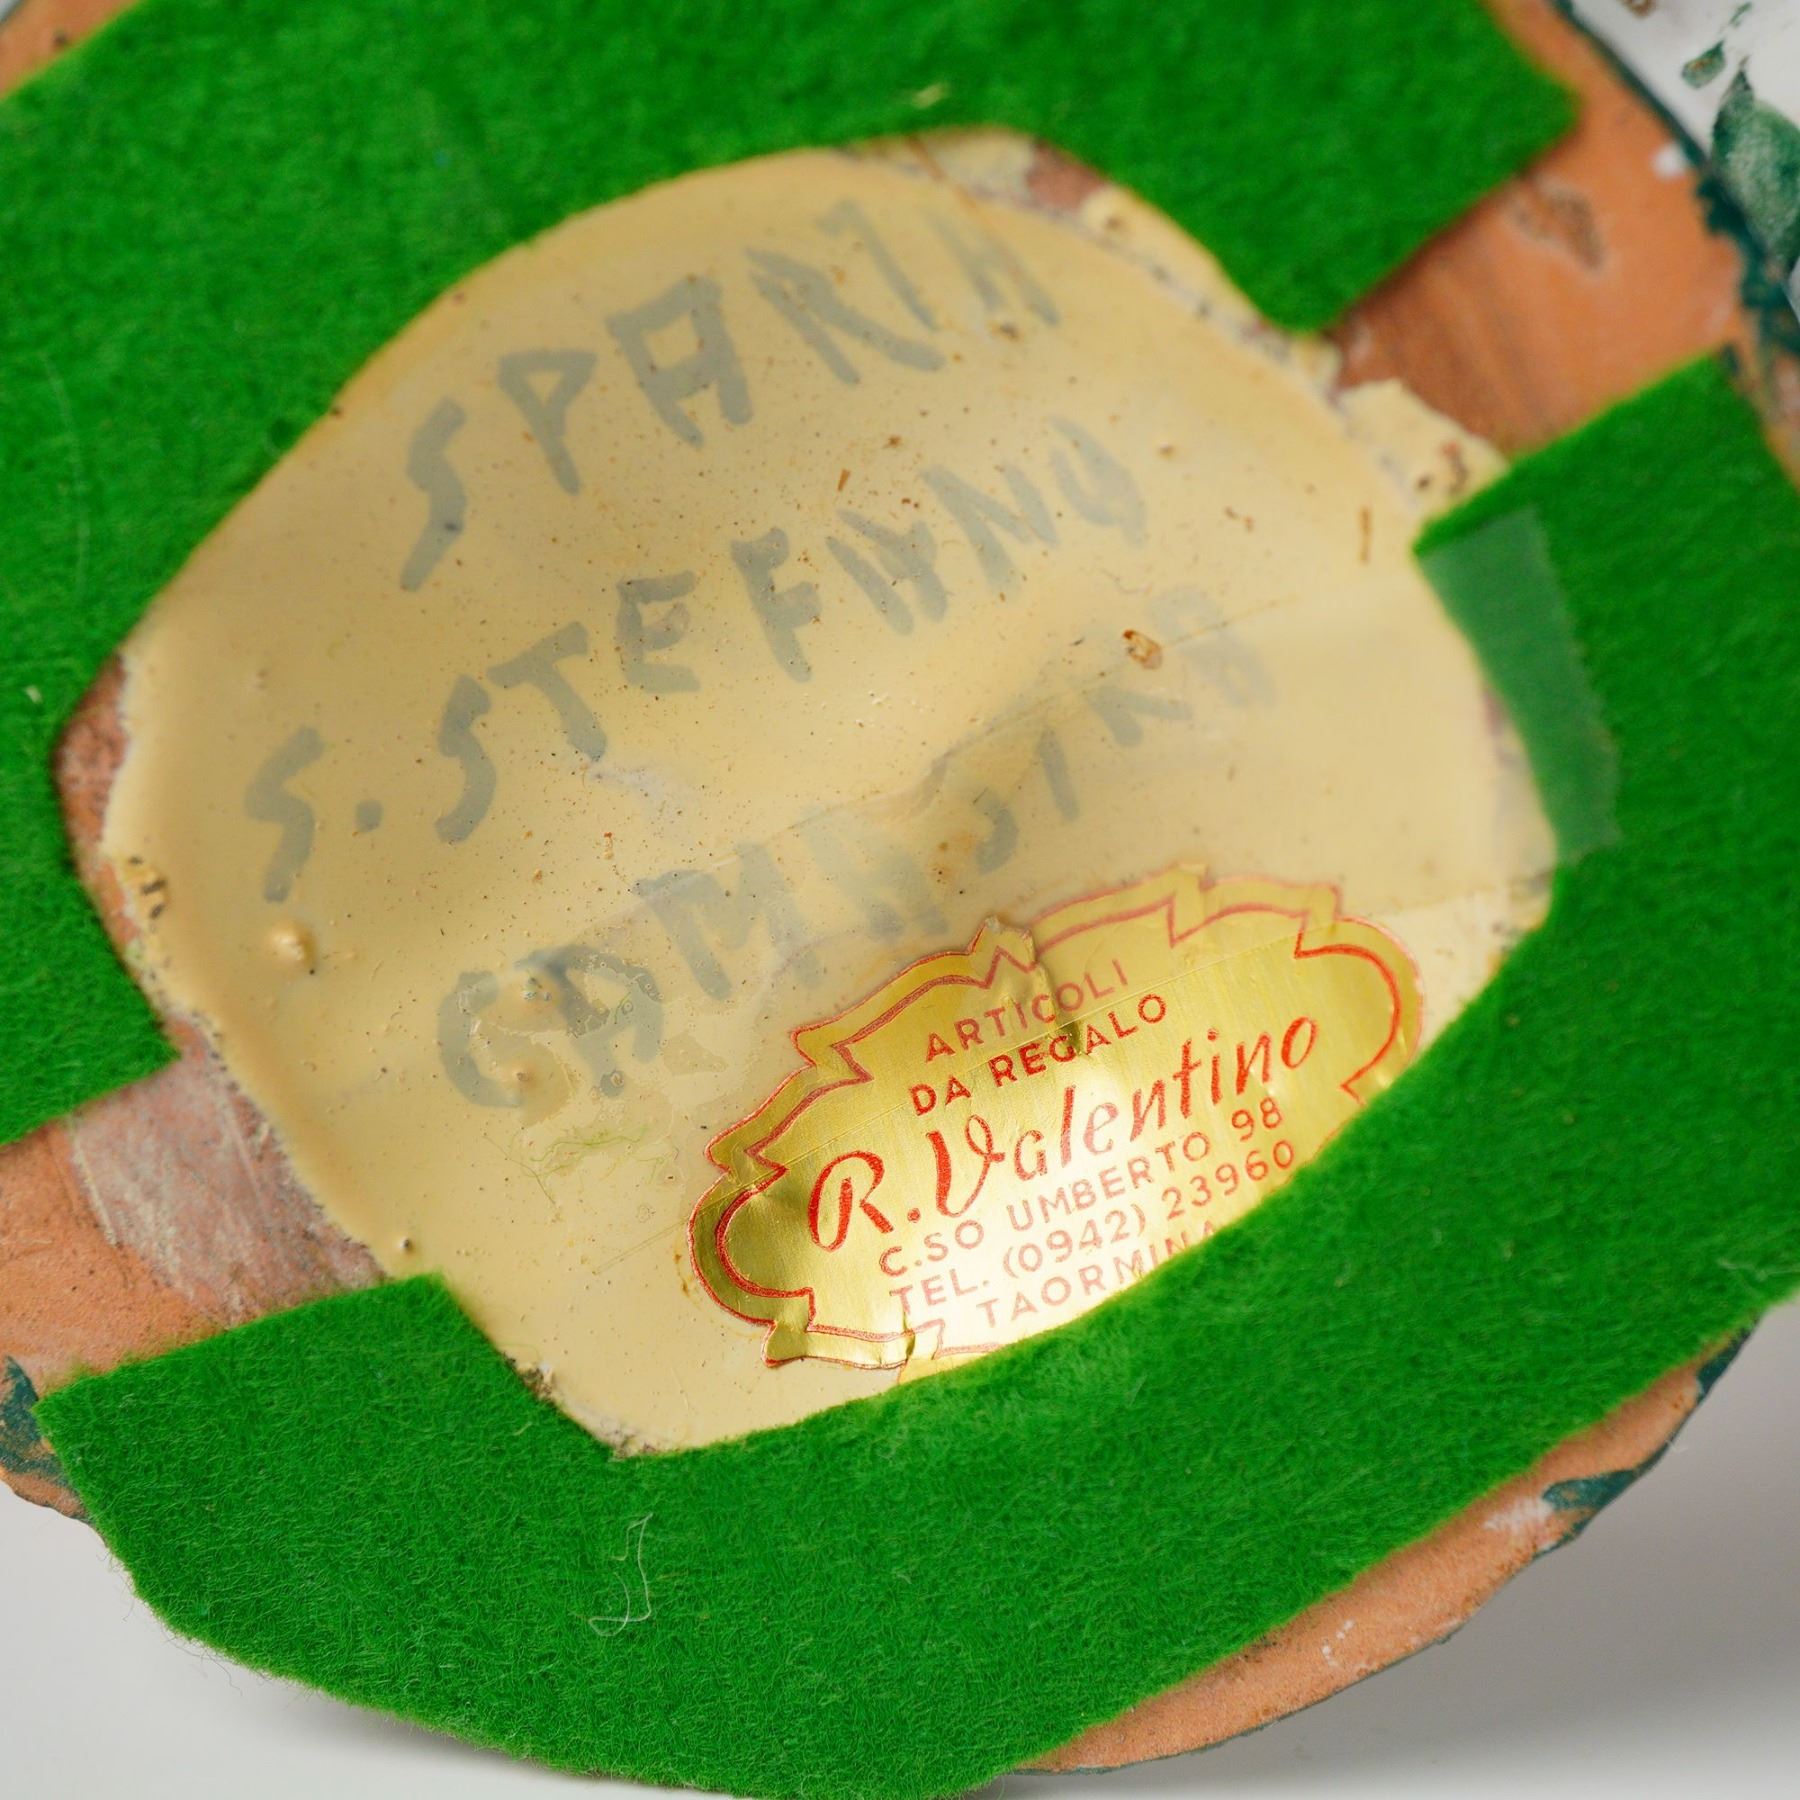 SPARTA
S. STEFANO
CAMASTRA
ARTICOLI
DA REGALO
R. Valentino
C.SO UMBERTO 98
TEL. (0942) 23960
TAORMINA